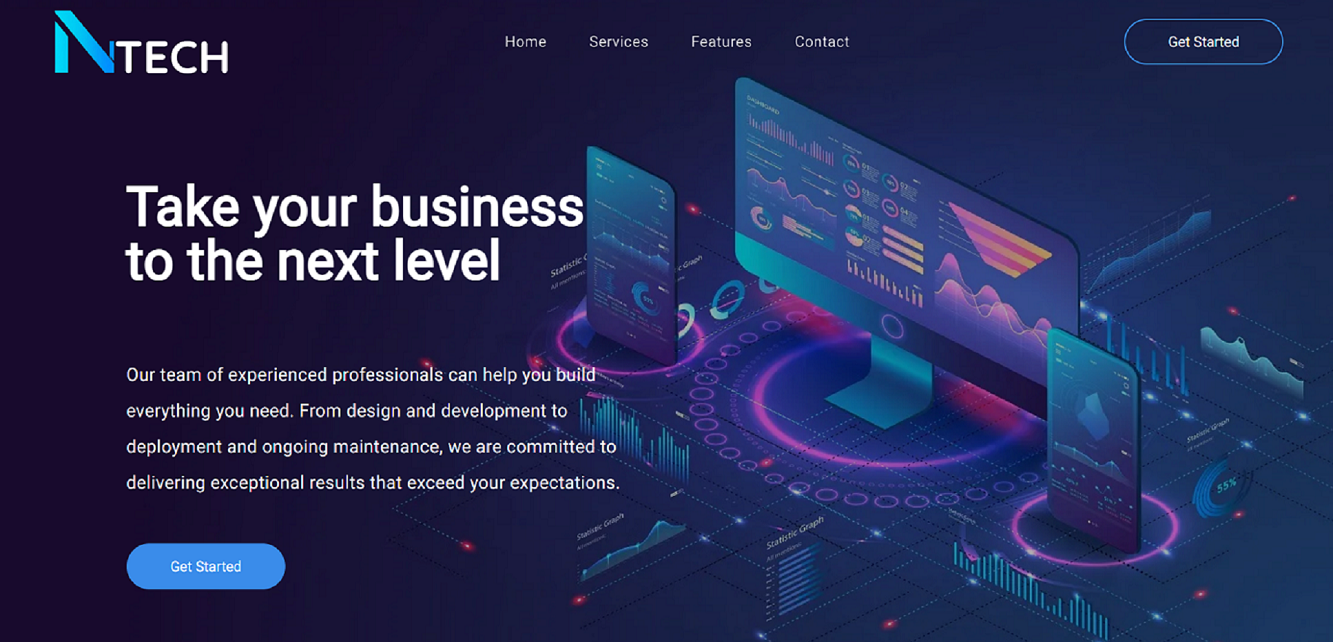 NTECH
Home Services Features Contact
Get Started
Take your business
to the next level
Our team of experienced professionals can help you build
everything you need. From design and development to
deployment and ongoing maintenance, we are committed to
delivering exceptional results that exceed your expectations.
Get Started
DASHBOARD
Statistic Graph
Statistic Graph
55%
Statistic Graph
Statistic Graph
All mentions